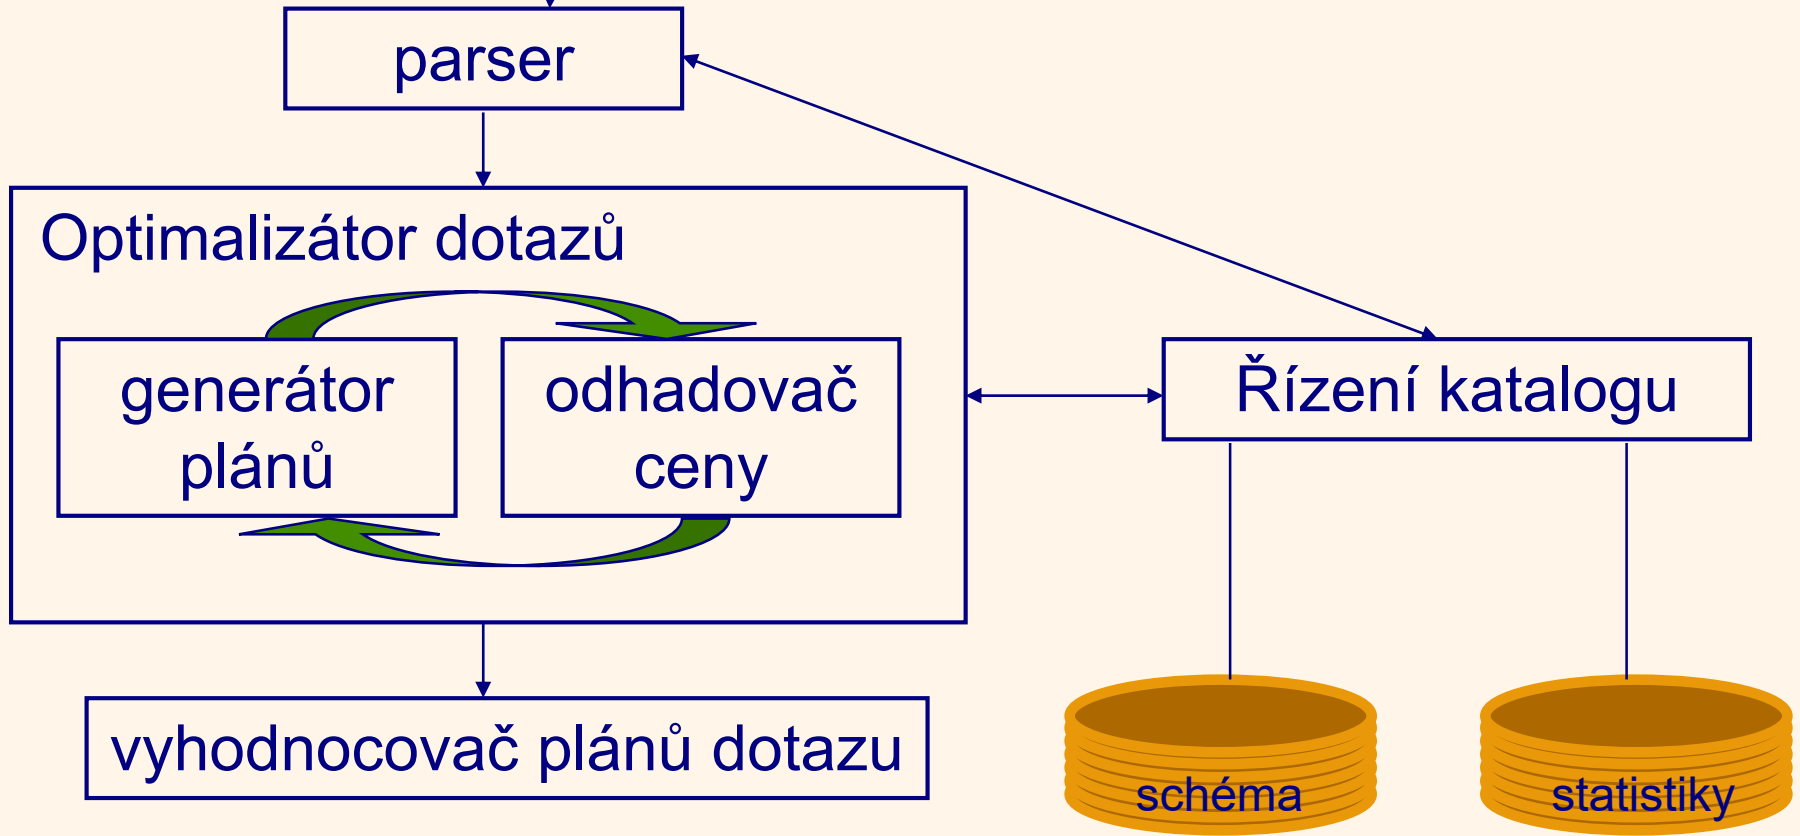 parser
Optimalizátor dotazů
generátor
plánů
odhadovač
ceny
Řízení katalogu
vyhodnocovač plánů dotazu
schéma
statistiky